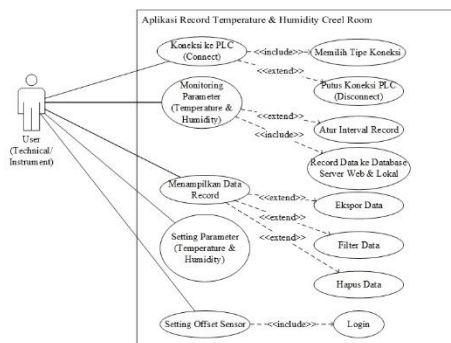 Aplikasi Record Temperature & Humidity Creel Room
Koneksi ke PLC
(Connect)
<<include>>
Memilih Tipe Koneksi
<<extend>>
Putus Koneksi PLC
(Disconnect)
Monitoring
Parameter
(Temperature &
Humidity)
<<extend>>
Atur Interval Record
<<include>>
Record Data ke Database
Server Web & Lokal
User
(Technical/
Instrument)
Menampilkan Data
Record
<<extend>>
Ekspor Data
<<extend>>
Filter Data
<<extend>>
Hapus Data
Setting Parameter
(Temperature &
Humidity)
Setting Offset Sensor
<<include>>
Login